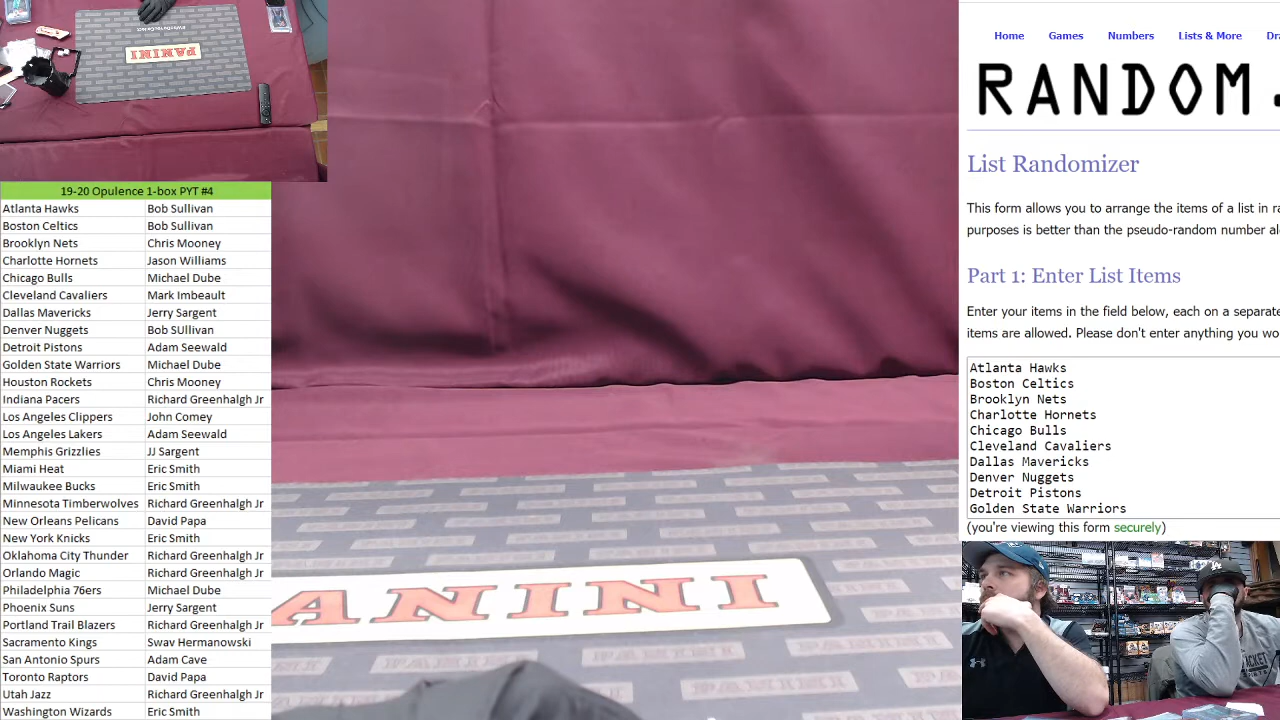 PANINI
19-20 Opulence 1-box PYT #4
Atlanta Hawks Bob Sullivan
Boston Celtics Bob Sullivan
Brooklyn Nets Chris Mooney
Charlotte Hornets Jason Williams
Chicago Bulls Michael Dube
Cleveland Cavaliers Mark Imbeault
Dallas Mavericks Jerry Sargent
Denver Nuggets Bob SUllivan
Detroit Pistons Adam Seewald
Golden State Warriors Michael Dube
Houston Rockets Chris Mooney
Indiana Pacers Richard Greenhalgh Jr
Los Angeles Clippers John Comey
Los Angeles Lakers Adam Seewald
Memphis Grizzlies JJ Sargent
Miami Heat Eric Smith
Milwaukee Bucks Eric Smith
Minnesota Timberwolves Richard Greenhalgh Jr
New Orleans Pelicans David Papa
New York Knicks Eric Smith
Oklahoma City Thunder Richard Greenhalgh Jr
Orlando Magic Richard Greenhalgh Jr
Philadelphia 76ers Michael Dube
Phoenix Suns Jerry Sargent
Portland Trail Blazers Richard Greenhalgh Jr
Sacramento Kings Swav Hermanowski
San Antonio Spurs Adam Cave
Toronto Raptors David Papa
Utah Jazz Richard Greenhalgh Jr
Washington Wizards Eric Smith
ANINI
Home Games Numbers Lists & More Dra
RANDOM.
List Randomizer
This form allows you to arrange the items of a list in ra
purposes is better than the pseudo-random number al
Part 1: Enter List Items
Enter your items in the field below, each on a separate
items are allowed. Please don't enter anything you wo
Atlanta Hawks
Boston Celtics
Brooklyn Nets
Charlotte Hornets
Chicago Bulls
Cleveland Cavaliers
Dallas Mavericks
Denver Nuggets
Detroit Pistons
Golden State Warriors
(you're viewing this form securely)